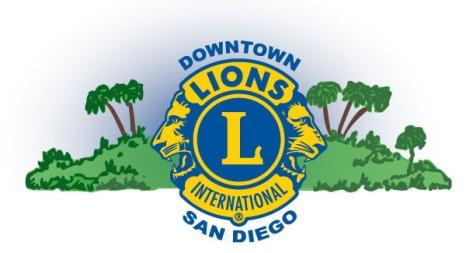 DOWNTOWN
LIONS
L
INTERNATIONAL
®
SAN DIEGO